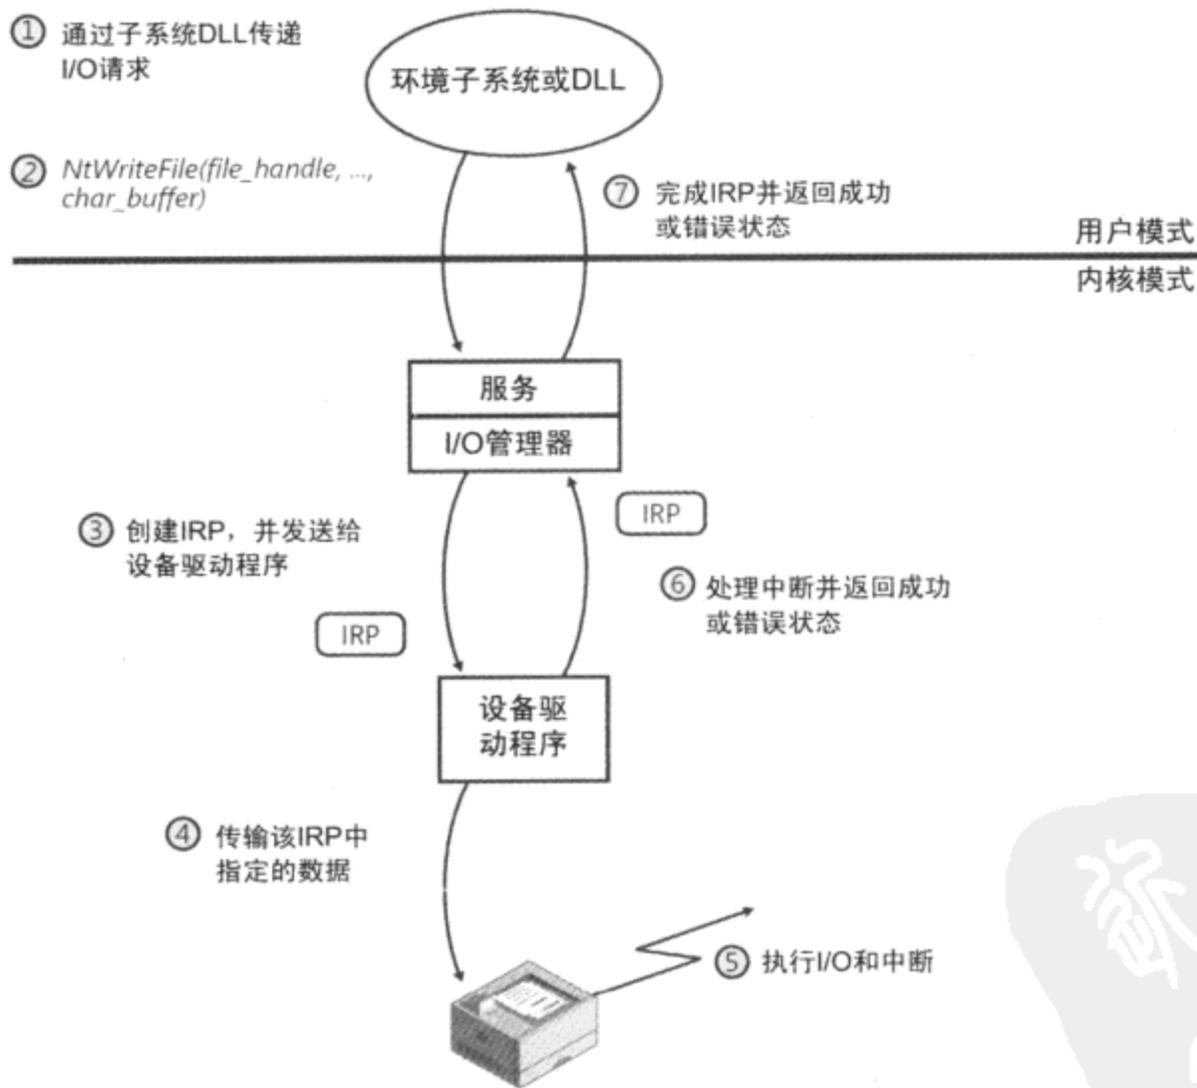 ① 通过子系统DLL传递
I/O请求
环境子系统或DLL
② NtWriteFile(file_handle, ...,
char_buffer)
⑦ 完成IRP并返回成功
或错误状态
用户模式
内核模式
服务
I/O管理器
IRP
③ 创建IRP，并发送给
设备驱动程序
⑥ 处理中断并返回成功
或错误状态
IRP
设备驱
动程序
④ 传输该IRP中
指定的数据
⑤ 执行I/O和中断